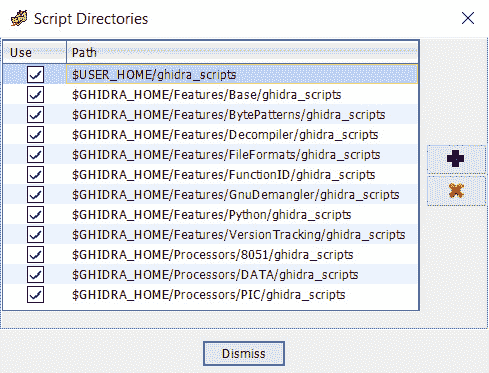 Script Directories
Use Path
$USER_HOME/ghidra_scripts
$GHIDRA_HOME/Features/Base/ghidra_scripts
$GHIDRA_HOME/Features/BytePatterns/ghidra_scripts
$GHIDRA_HOME/Features/Decompiler/ghidra_scripts
$GHIDRA_HOME/Features/FileFormats/ghidra_scripts
$GHIDRA_HOME/Features/FunctionID/ghidra_scripts
$GHIDRA_HOME/Features/GnuDemangler/ghidra_scripts
$GHIDRA_HOME/Features/Python/ghidra_scripts
$GHIDRA_HOME/Features/VersionTracking/ghidra_scripts
$GHIDRA_HOME/Processors/8051/ghidra_scripts
$GHIDRA_HOME/Processors/DATA/ghidra_scripts
$GHIDRA_HOME/Processors/PIC/ghidra_scripts
Dismiss